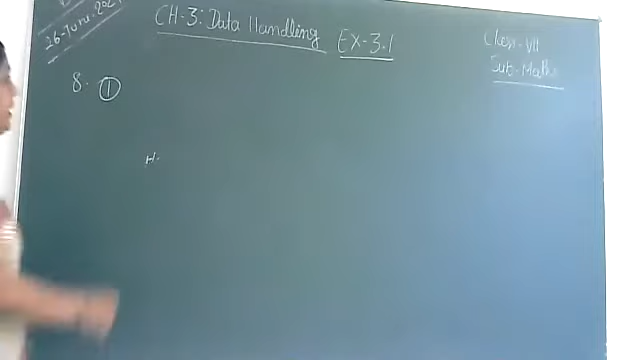 26-June-202
CH-3: Data Handling EX-3.1
Class-VII
Sub-Maths
8. ①